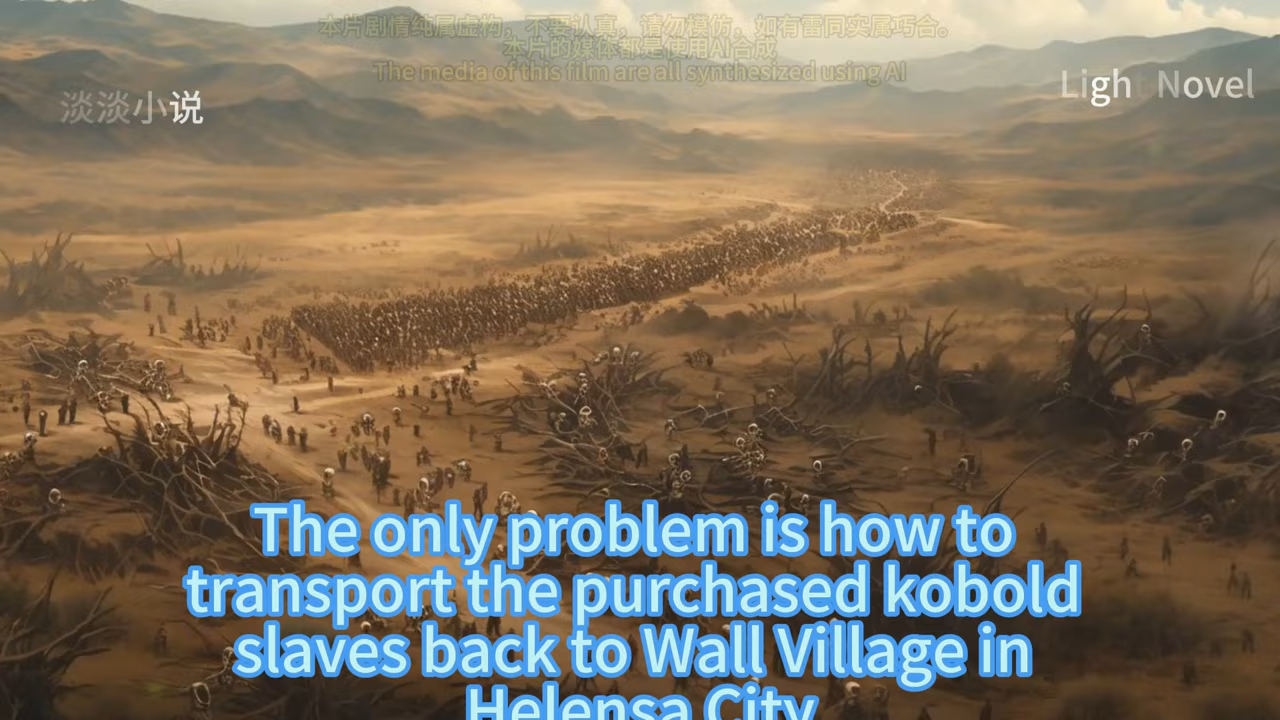 本片剧情纯属虚构，不要认真，请勿模仿，如有雷同实属巧合。
本片的媒体都是使用AI合成
The media of this film are all synthesized using AI
淡淡小说
Light Novel
The only problem is how to
transport the purchased kobold
slaves back to Wall Village in
Helensa City